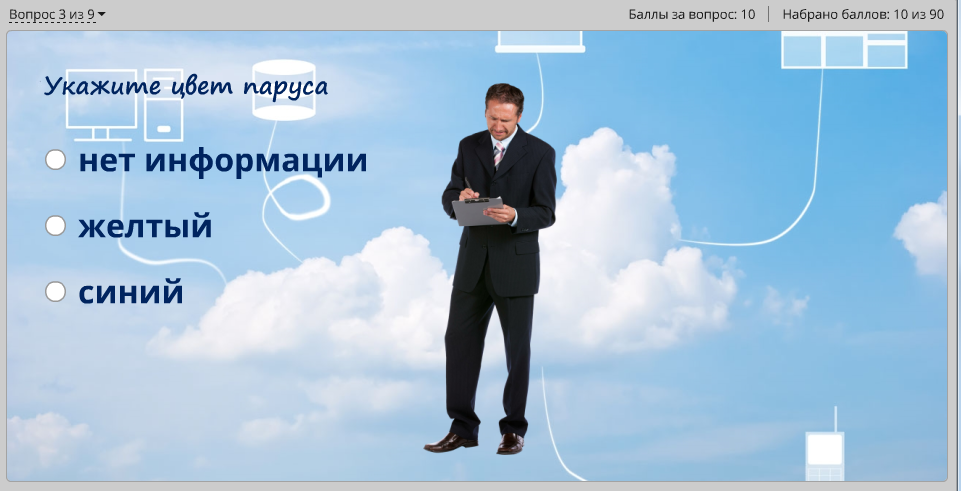 Вопрос 3 из 9
Баллы за вопрос: 10
Набрано баллов: 10 из 90
Укажите цвет паруса
нет информации
желтый
синий